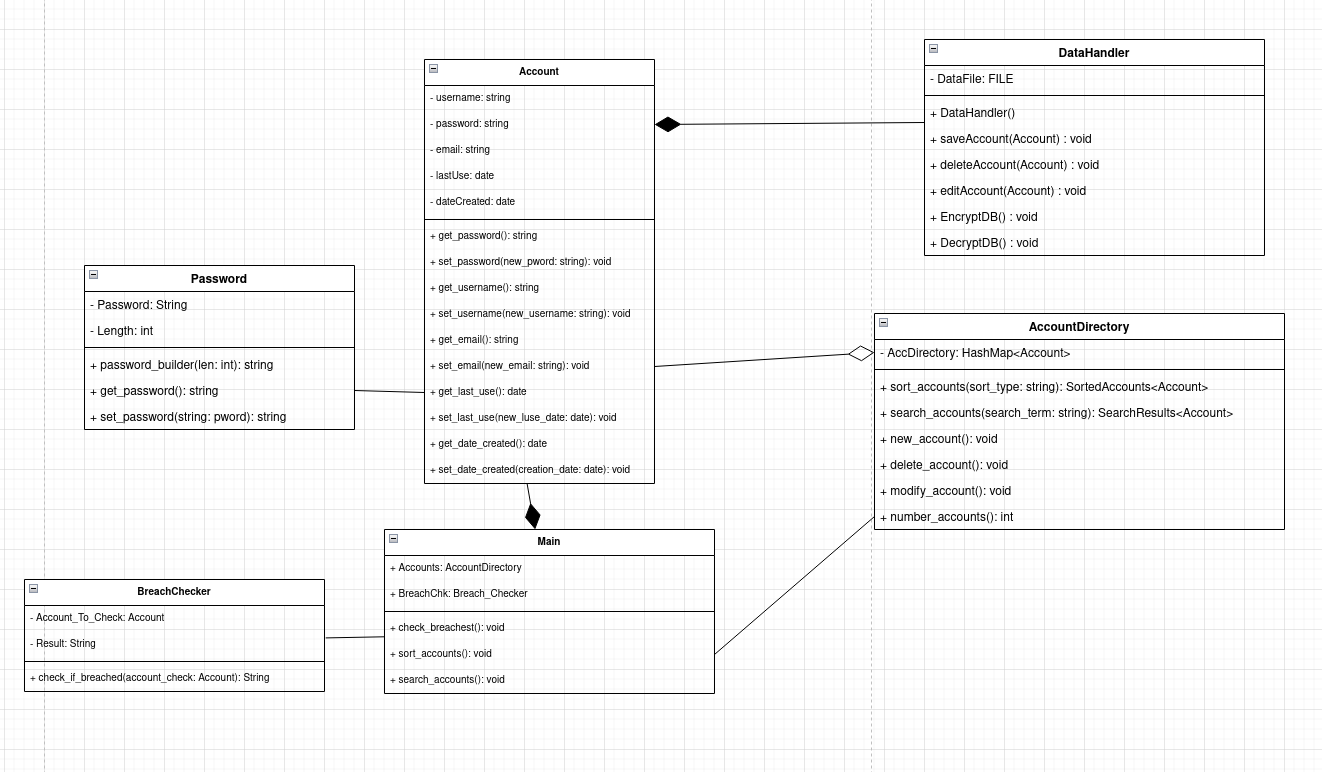 Account
- username: string
- password: string
- email: string
- lastUse: date
- dateCreated: date
+ get_password(): string
+ set_password(new_pword: string): void
+ get_username(): string
+ set_username(new_username: string): void
+ get_email(): string
+ set_email(new_email: string): void
+ get_last_use(): date
+ set_last_use(new_luse_date: date): void
+ get_date_created(): date
+ set_date_created(creation_date: date): void
DataHandler
- DataFile: FILE
+ DataHandler()
+ saveAccount(Account) : void
+ deleteAccount(Account) : void
+ editAccount(Account) : void
+ EncryptDB() : void
+ DecryptDB() : void
Password
- Password: String
- Length: int
+ password_builder(len: int): string
+ get_password(): string
+ set_password(string: pword): string
AccountDirectory
- AccDirectory: HashMap<Account>
+ sort_accounts(sort_type: string): SortedAccounts<Account>
+ search_accounts(search_term: string): SearchResults<Account>
+ new_account(): void
+ delete_account(): void
+ modify_account(): void
+ number_accounts(): int
Main
+ Accounts: AccountDirectory
+ BreachChk: Breach_Checker
+ check_breachest(): void
+ sort_accounts(): void
+ search_accounts(): void
BreachChecker
- Account_To_Check: Account
- Result: String
+ check_if_breached(account_check: Account): String